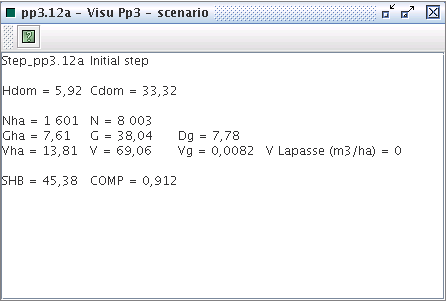 pp3.12a - Visu Pp3 - scenario
Step_pp3.12a Initial step
Hdom = 5,92 Cdom = 33,32
Nha = 1 601 N = 8 003
Gha = 7,61 G = 38,04 Dg = 7,78
Vha = 13,81 V = 69,06 Vg = 0,0082 V Lapasse (m3/ha) = 0
SHB = 45,38 COMP = 0,912